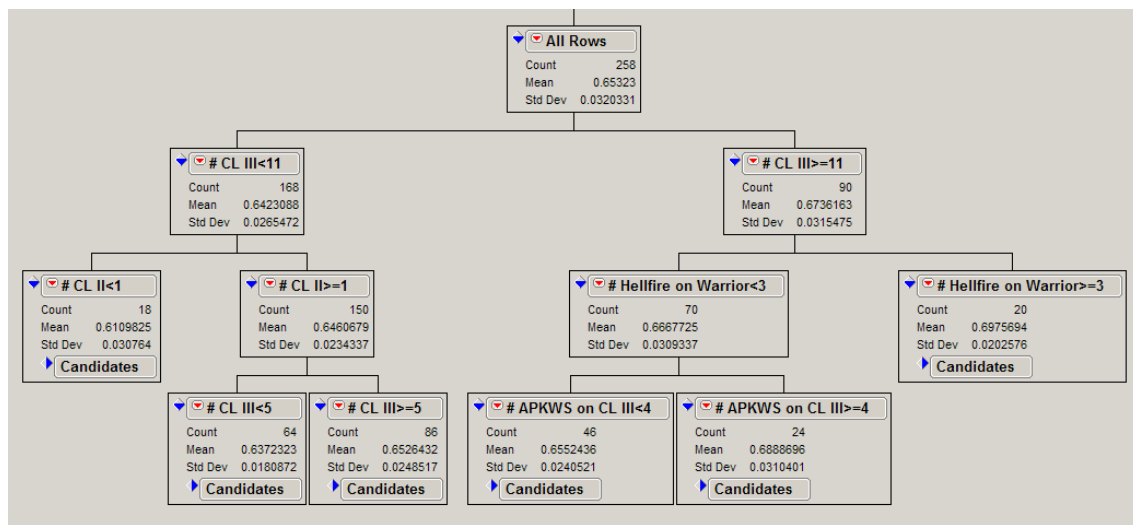 All Rows
Count 258
Mean 0.65323
Std Dev 0.0320331
# CL III<11
Count 168
Mean 0.6423088
Std Dev 0.0265472
# CL III>=11
Count 90
Mean 0.6736163
Std Dev 0.0315475
# CL II<1
Count 18
Mean 0.6109825
Std Dev 0.030764
Candidates
# CL II>=1
Count 150
Mean 0.6460679
Std Dev 0.0234337
# Hellfire on Warrior<3
Count 70
Mean 0.6667725
Std Dev 0.0309337
# Hellfire on Warrior>=3
Count 20
Mean 0.6975694
Std Dev 0.0202576
Candidates
# CL III<5
Count 64
Mean 0.6372323
Std Dev 0.0180872
Candidates
# CL III>=5
Count 86
Mean 0.6526432
Std Dev 0.0248517
Candidates
# APKWS on CL III<4
Count 46
Mean 0.6552436
Std Dev 0.0240521
Candidates
# APKWS on CL III>=4
Count 24
Mean 0.6888696
Std Dev 0.0310401
Candidates